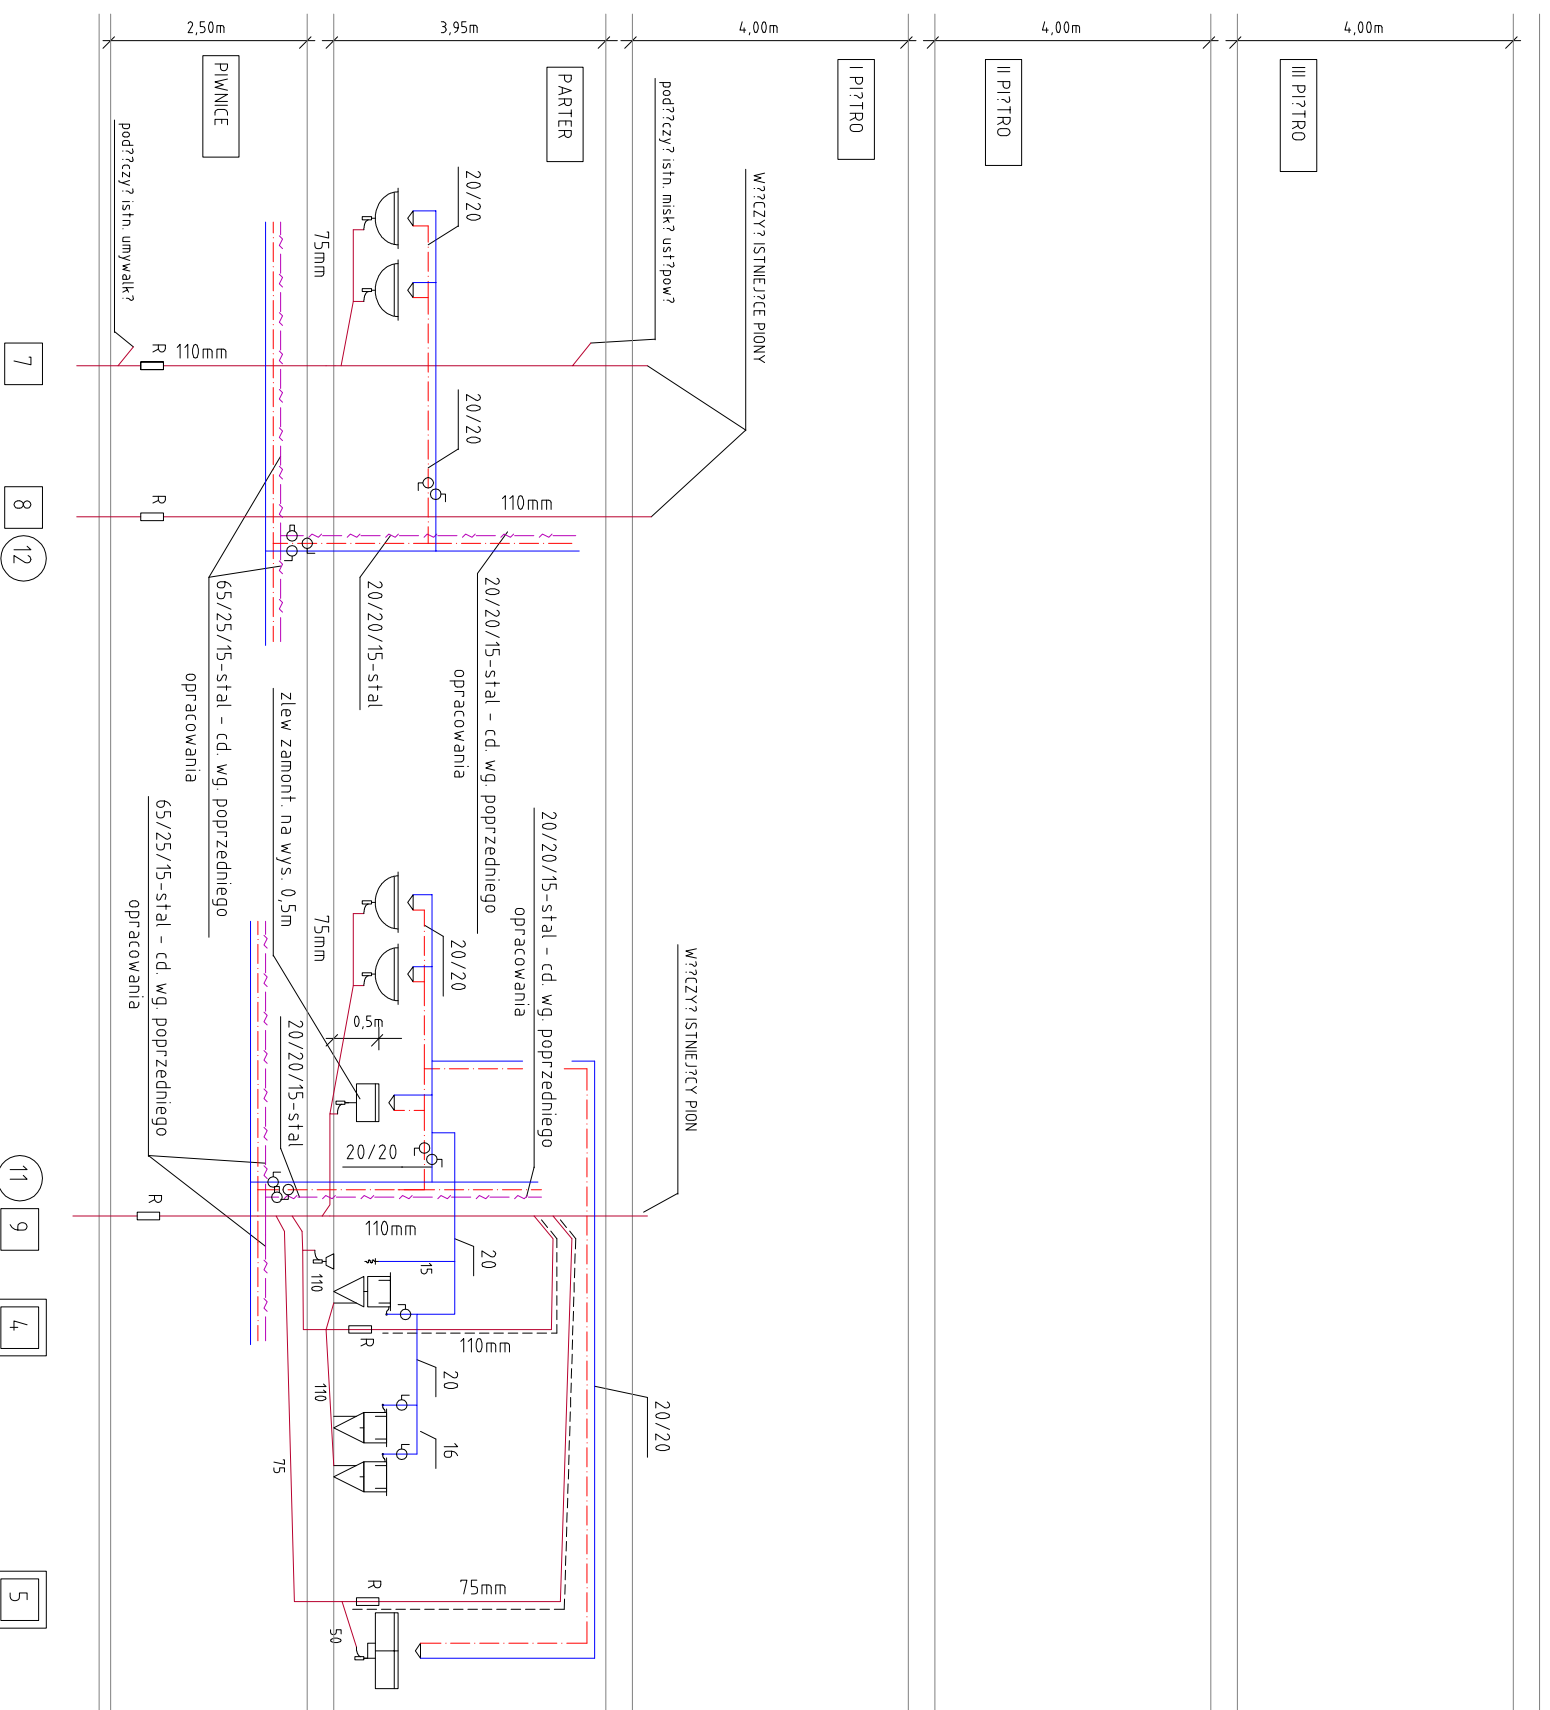 2,50m
3,95m
4,00m
4,00m
4,00m
PIWNICE
PARTER
I PI?TRO
II PI?TRO
III PI?TRO
pod??czy? istn. umywalk?
pod??czy? istn. misk? ust?pow?
W??CZY? ISTNIEJ?CE PIONY
20/20
75mm
R
110mm
7
20/20
R
110mm
8
12
65/25/15-stal - cd. wg. poprzedniego
opracowania
20/20/15-stal
20/20/15-stal - cd. wg. poprzedniego
opracowania
zlew zamont. na wys. 0,5m
65/25/15-stal - cd. wg. poprzedniego
opracowania
20/20/15-stal - cd. wg. poprzedniego
opracowania
W??CZY? ISTNIEJ?CY PION
75mm
20/20
0,5m
20/20/15-stal
20/20
11
R
9
110mm
20
15
110
4
R
110mm
20
110
16
75
20/20
5
R
75mm
50